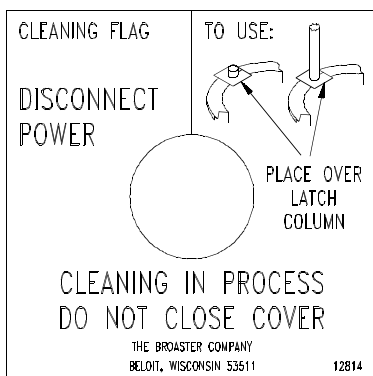 CLEANING FLAG
DISCONNECT
POWER
TO USE:
PLACE OVER
LATCH
COLUMN
CLEANING IN PROCESS
DO NOT CLOSE COVER
THE BROASTER COMPANY
BELOIT, WISCONSIN 53511
12814